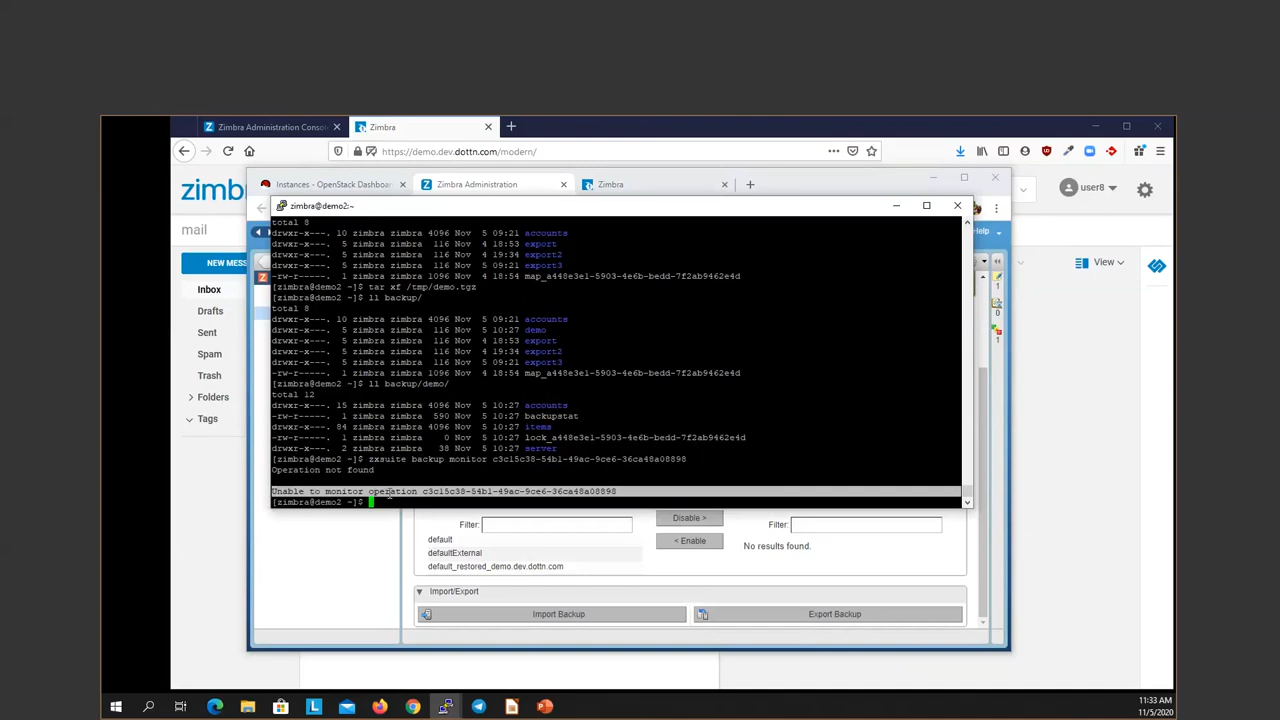 Zimbra Administration Conso
Zimbra
https://demo.dev.dottn.com/modern/
zimb
Instances - OpenStack Dashboar
Zimbra Administration
Zimbra
user8
zimbra@demo2:~
Help
mail
NEW MESS
Inbox
Drafts
Sent
Spam
Trash
Folders
Tags
View
1
0
1
total 8
drwxr-x---. 10 zimbra zimbra 4096 Nov  5 09:21 accounts
drwxr-x---.  5 zimbra zimbra  116 Nov  4 18:53 export
drwxr-x---.  5 zimbra zimbra  116 Nov  4 19:34 export2
drwxr-x---.  5 zimbra zimbra  116 Nov  5 09:21 export3
-rw-r-----.  1 zimbra zimbra 1096 Nov  4 18:54 map_a448e3e1-5903-4e6b-bedd-7f2ab9462e4d
[zimbra@demo2 ~]$ tar xf /tmp/demo.tgz
[zimbra@demo2 ~]$ ll backup/
total 8
drwxr-x---. 10 zimbra zimbra 4096 Nov  5 09:21 accounts
drwxr-x---.  5 zimbra zimbra  116 Nov  5 10:27 demo
drwxr-x---.  5 zimbra zimbra  116 Nov  4 18:53 export
drwxr-x---.  5 zimbra zimbra  116 Nov  4 19:34 export2
drwxr-x---.  5 zimbra zimbra  116 Nov  5 09:21 export3
-rw-r-----.  1 zimbra zimbra 1096 Nov  4 18:54 map_a448e3e1-5903-4e6b-bedd-7f2ab9462e4d
[zimbra@demo2 ~]$ ll backup/demo/
total 12
drwxr-x---. 15 zimbra zimbra 4096 Nov  5 10:27 accounts
-rw-r-----.  1 zimbra zimbra  590 Nov  5 10:27 backupstat
drwxr-x---. 84 zimbra zimbra 4096 Nov  5 10:27 items
-rw-r-----.  1 zimbra zimbra    0 Nov  5 10:27 lock_a448e3e1-5903-4e6b-bedd-7f2ab9462e4d
drwxr-x---.  2 zimbra zimbra   38 Nov  5 10:27 server
[zimbra@demo2 ~]$ zxsuite backup monitor c3c15c38-54b1-49ac-9ce6-36ca48a08898
Operation not found
Unable to monitor operation c3c15c38-54b1-49ac-9ce6-36ca48a08898
[zimbra@demo2 ~]$
Filter:
Disable >
Filter:
default
< Enable
No results found.
defaultExternal
default_restored_demo.dev.dottn.com
Import/Export
Import Backup
Export Backup
11:33 AM
11/5/2020